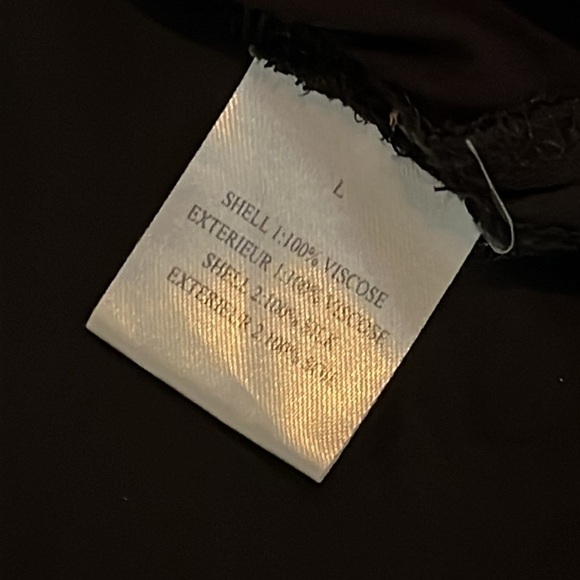 L
SHELL 1:100% VISCOSE
EXTERIEUR 1:100% VISCOSE
SHELL 2:100% SILK
EXTERIEUR 2:100% SOIE